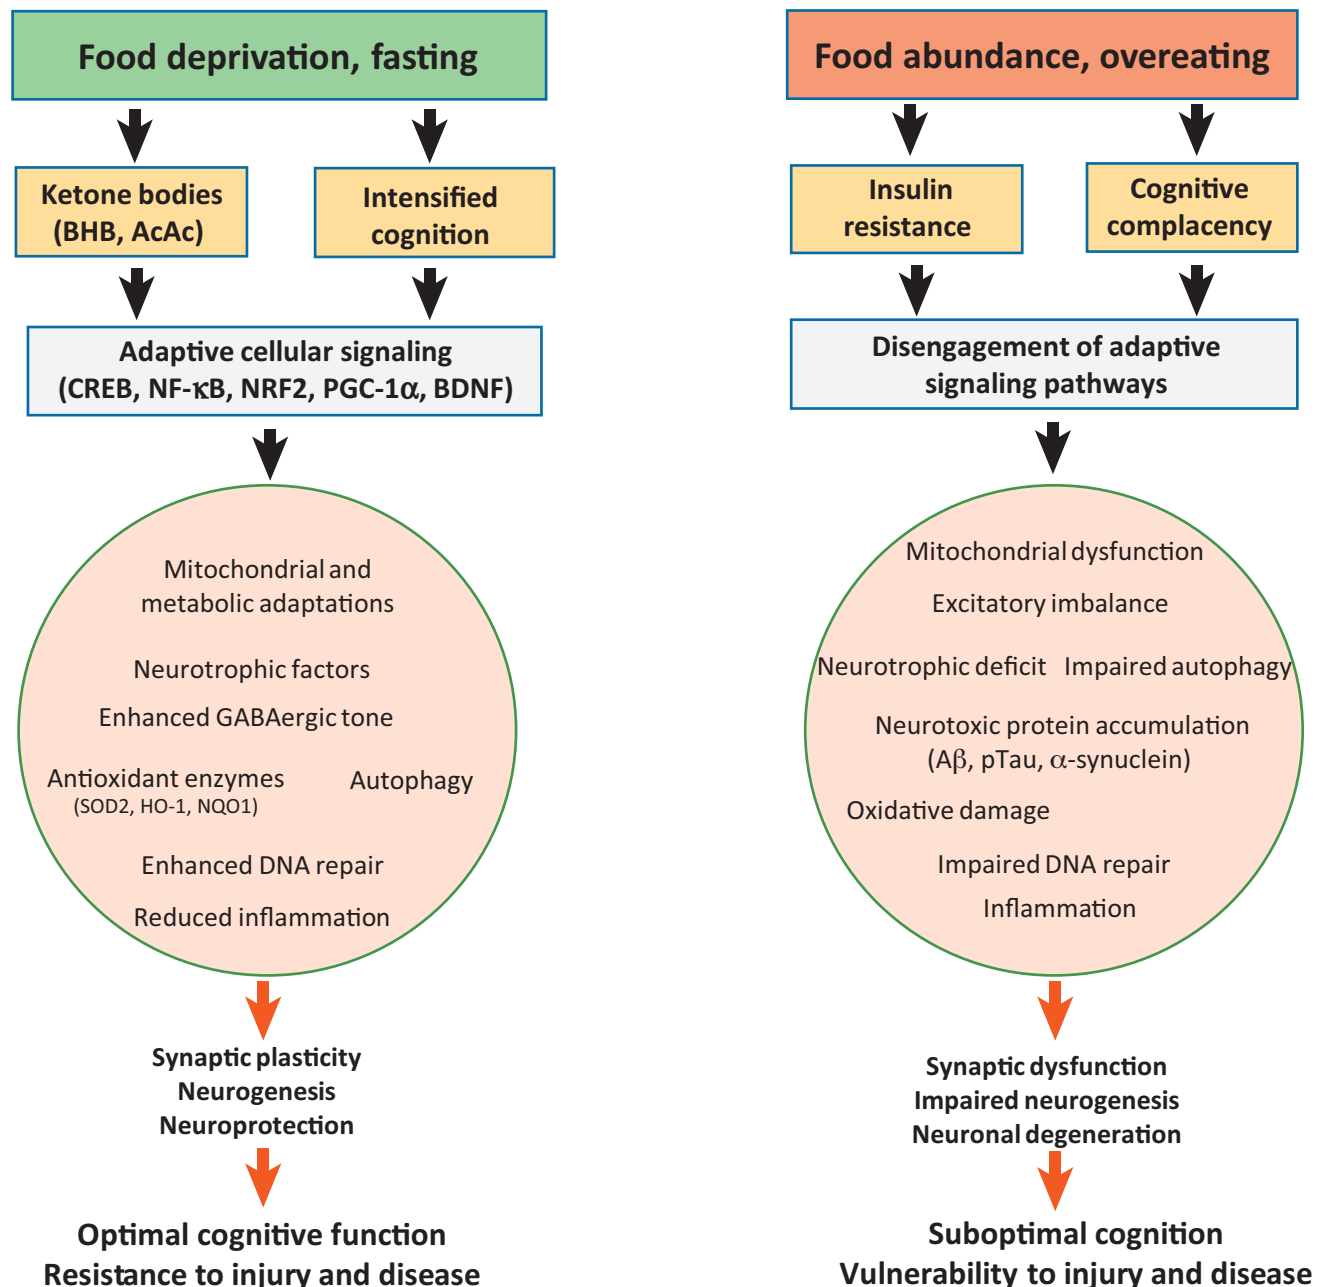 Food deprivation, fasting
Ketone bodies
(BHB, AcAc)
Intensified
cognition
Adaptive cellular signaling
(CREB, NF-κB, NRF2, PGC-1α, BDNF)
Mitochondrial and
metabolic adaptations
Neurotrophic factors
Enhanced GABAergic tone
Antioxidant enzymes
(SOD2, HO-1, NQO1)
Autophagy
Enhanced DNA repair
Reduced inflammation
Synaptic plasticity
Neurogenesis
Neuroprotection
Optimal cognitive function
Resistance to injury and disease
Food abundance, overeating
Insulin
resistance
Cognitive
complacency
Disengagement of adaptive
signaling pathways
Mitochondrial dysfunction
Excitatory imbalance
Neurotrophic deficit
Impaired autophagy
Neurotoxic protein accumulation
(Aβ, pTau, α-synuclein)
Oxidative damage
Impaired DNA repair
Inflammation
Synaptic dysfunction
Impaired neurogenesis
Neuronal degeneration
Suboptimal cognition
Vulnerability to injury and disease